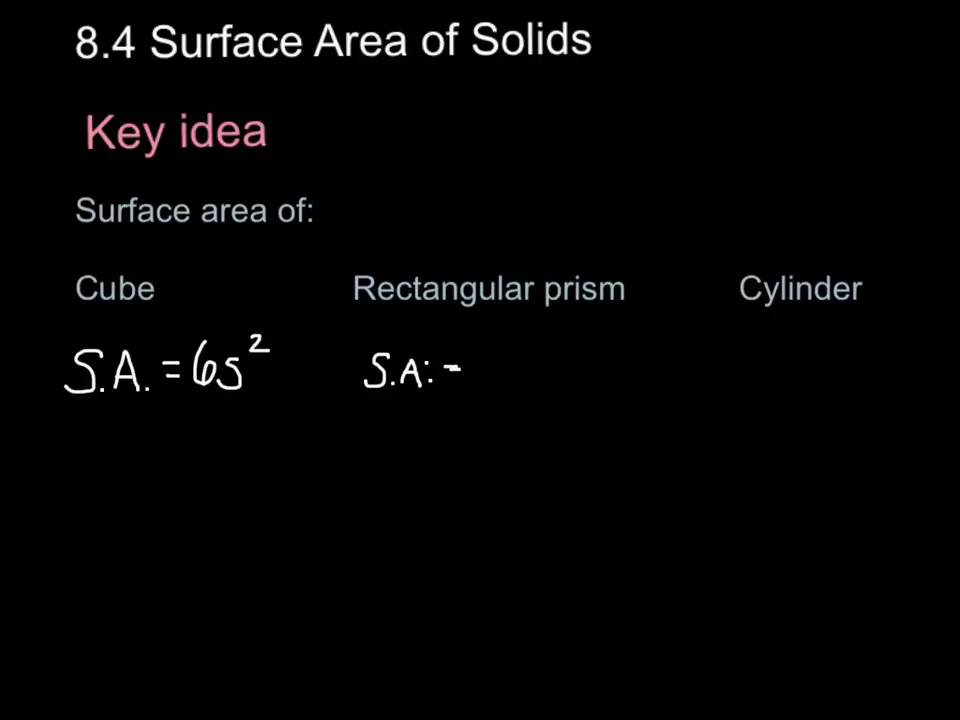 8.4 Surface Area of Solids
Key idea
Surface area of:
Cube Rectangular prism Cylinder
S.A. = 6s² S.A: =